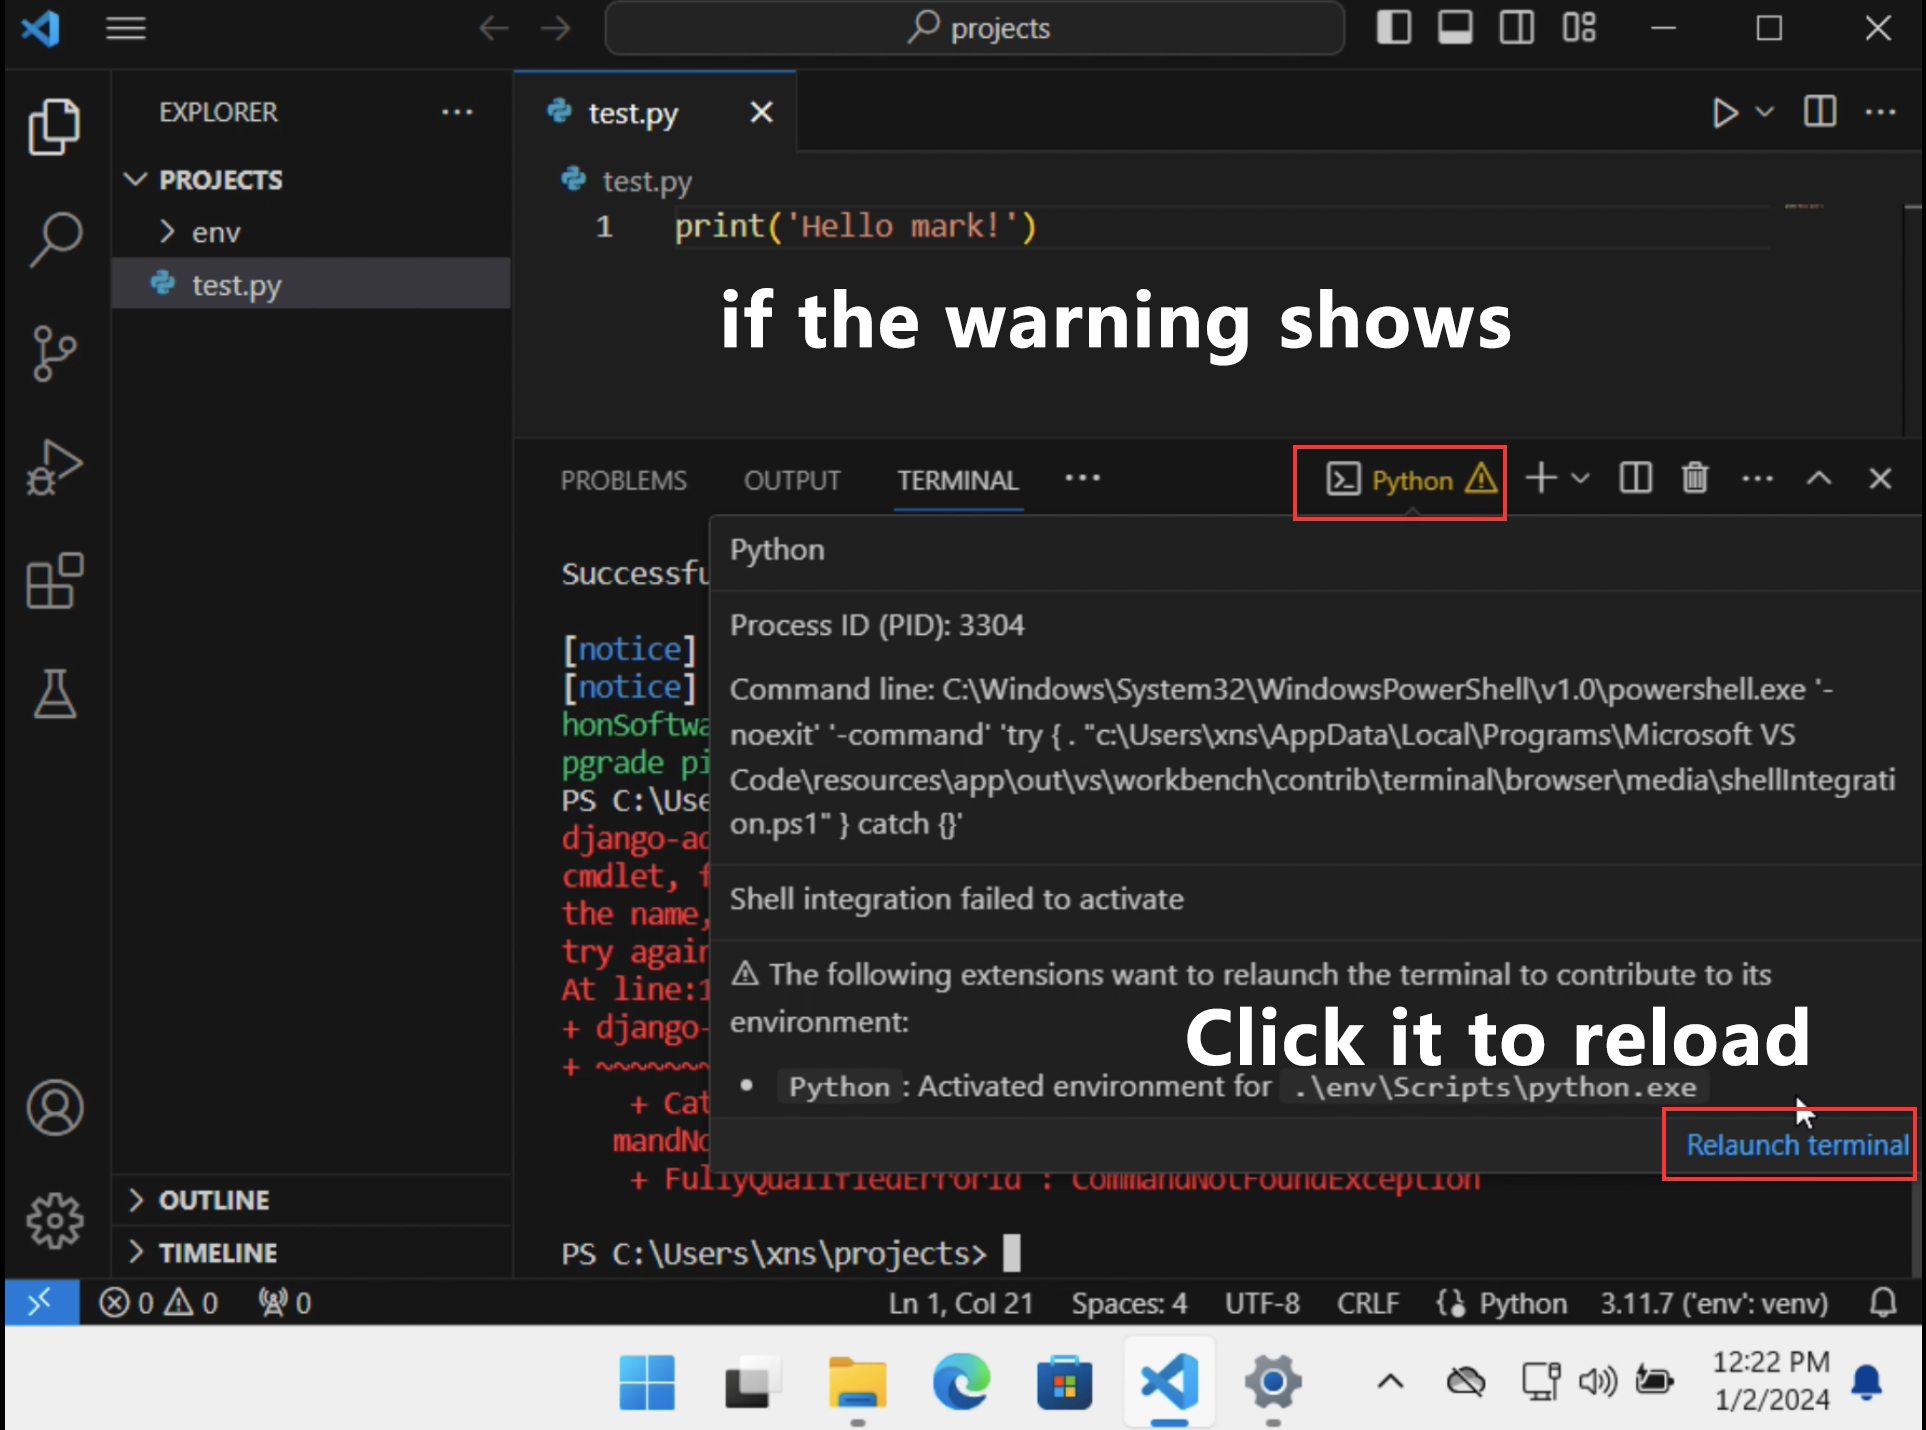 projects
EXPLORER
PROJECTS
env
test.py
OUTLINE
TIMELINE
test.py
test.py
1 print('Hello mark!')
if the warning shows
PROBLEMS OUTPUT TERMINAL
Python
Successfu
[notice]
[notice]
honSoftwa
pgrade pi
PS C:\Use
django-ad
cmdlet, f
the name,
try again
At line:1
+ django-
+ ~~~~~~~
+ Cat
mandNo
+ FullyQualifiedErrorId : CommandNotFoundException
PS C:\Users\xns\projects>
Python
Process ID (PID): 3304
Command line: C:\Windows\System32\WindowsPowerShell\v1.0\powershell.exe '-
noexit' '-command' 'try { . "c:\Users\xns\AppData\Local\Programs\Microsoft VS
Code\resources\app\out\vs\workbench\contrib\terminal\browser\media\shellIntegrati
on.ps1" } catch {}'
Shell integration failed to activate
The following extensions want to relaunch the terminal to contribute to its
environment:
Click it to reload
• Python : Activated environment for .\env\Scripts\python.exe
Relaunch terminal
0 0 0
Ln 1, Col 21 Spaces: 4 UTF-8 CRLF Python 3.11.7 ('env': venv)
12:22 PM
1/2/2024